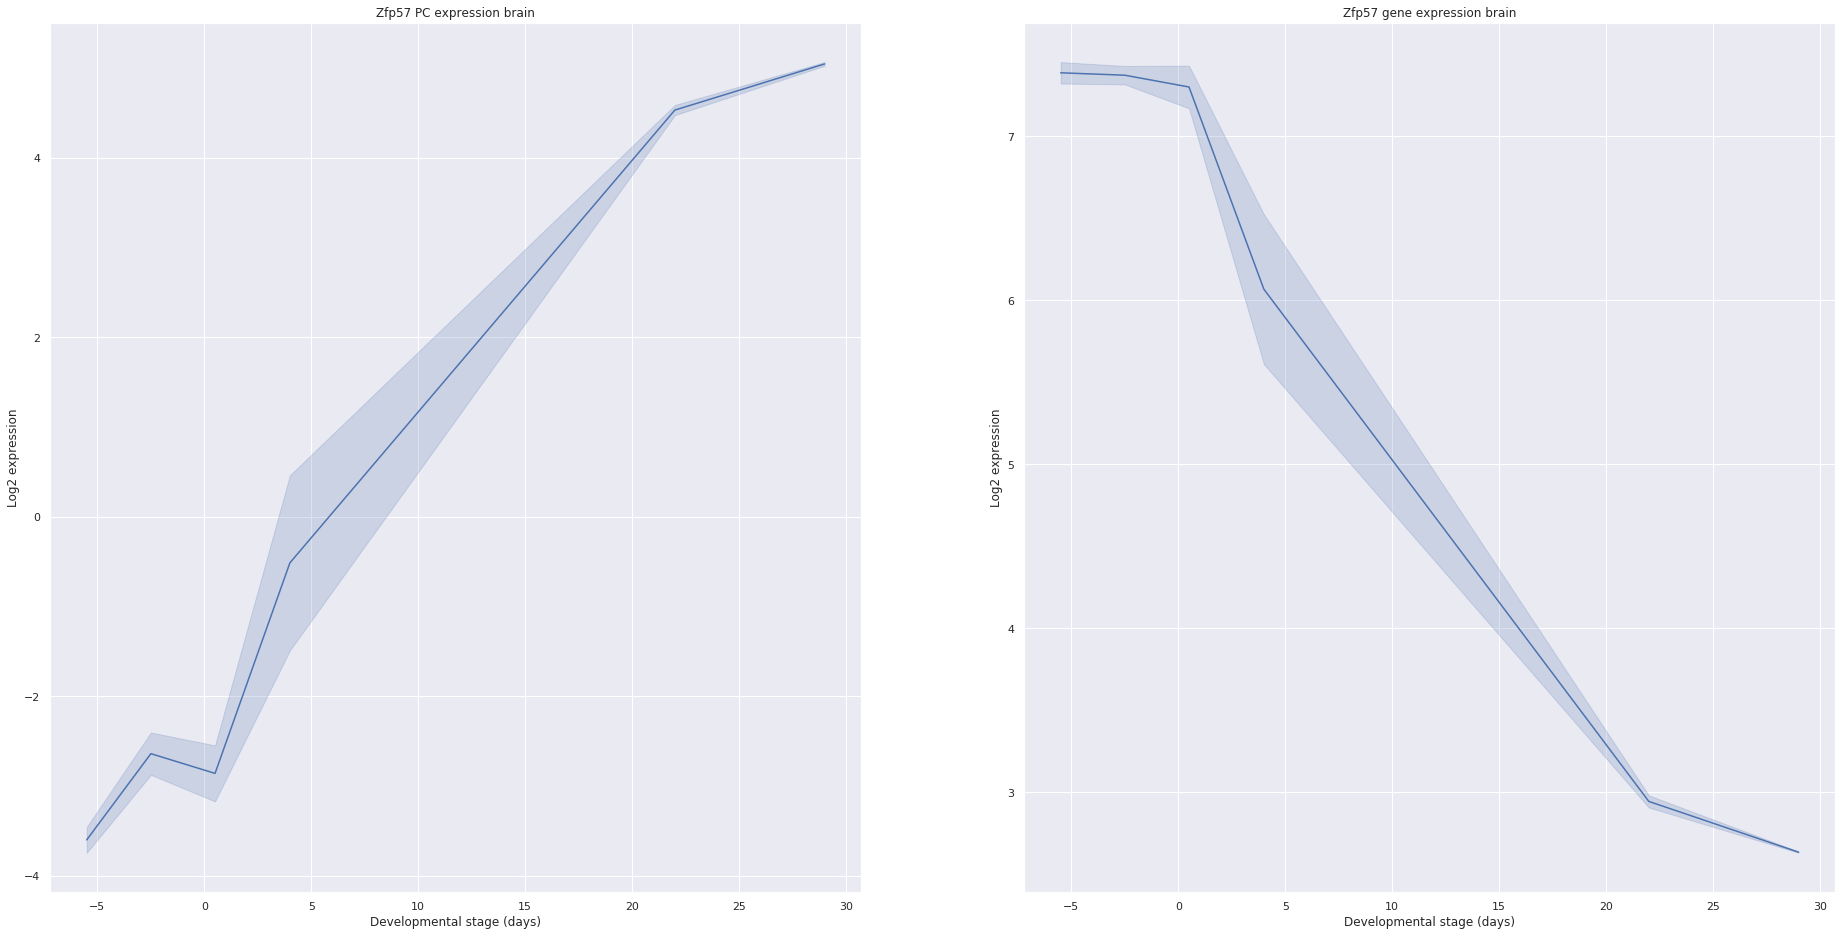 Zfp57 PC expression brain
Log2 expression
4
2
0
−2
−4
−5 0 5 10 15 20 25 30
Developmental stage (days)
Zfp57 gene expression brain
Log2 expression
7
6
5
4
3
−5 0 5 10 15 20 25 30
Developmental stage (days)